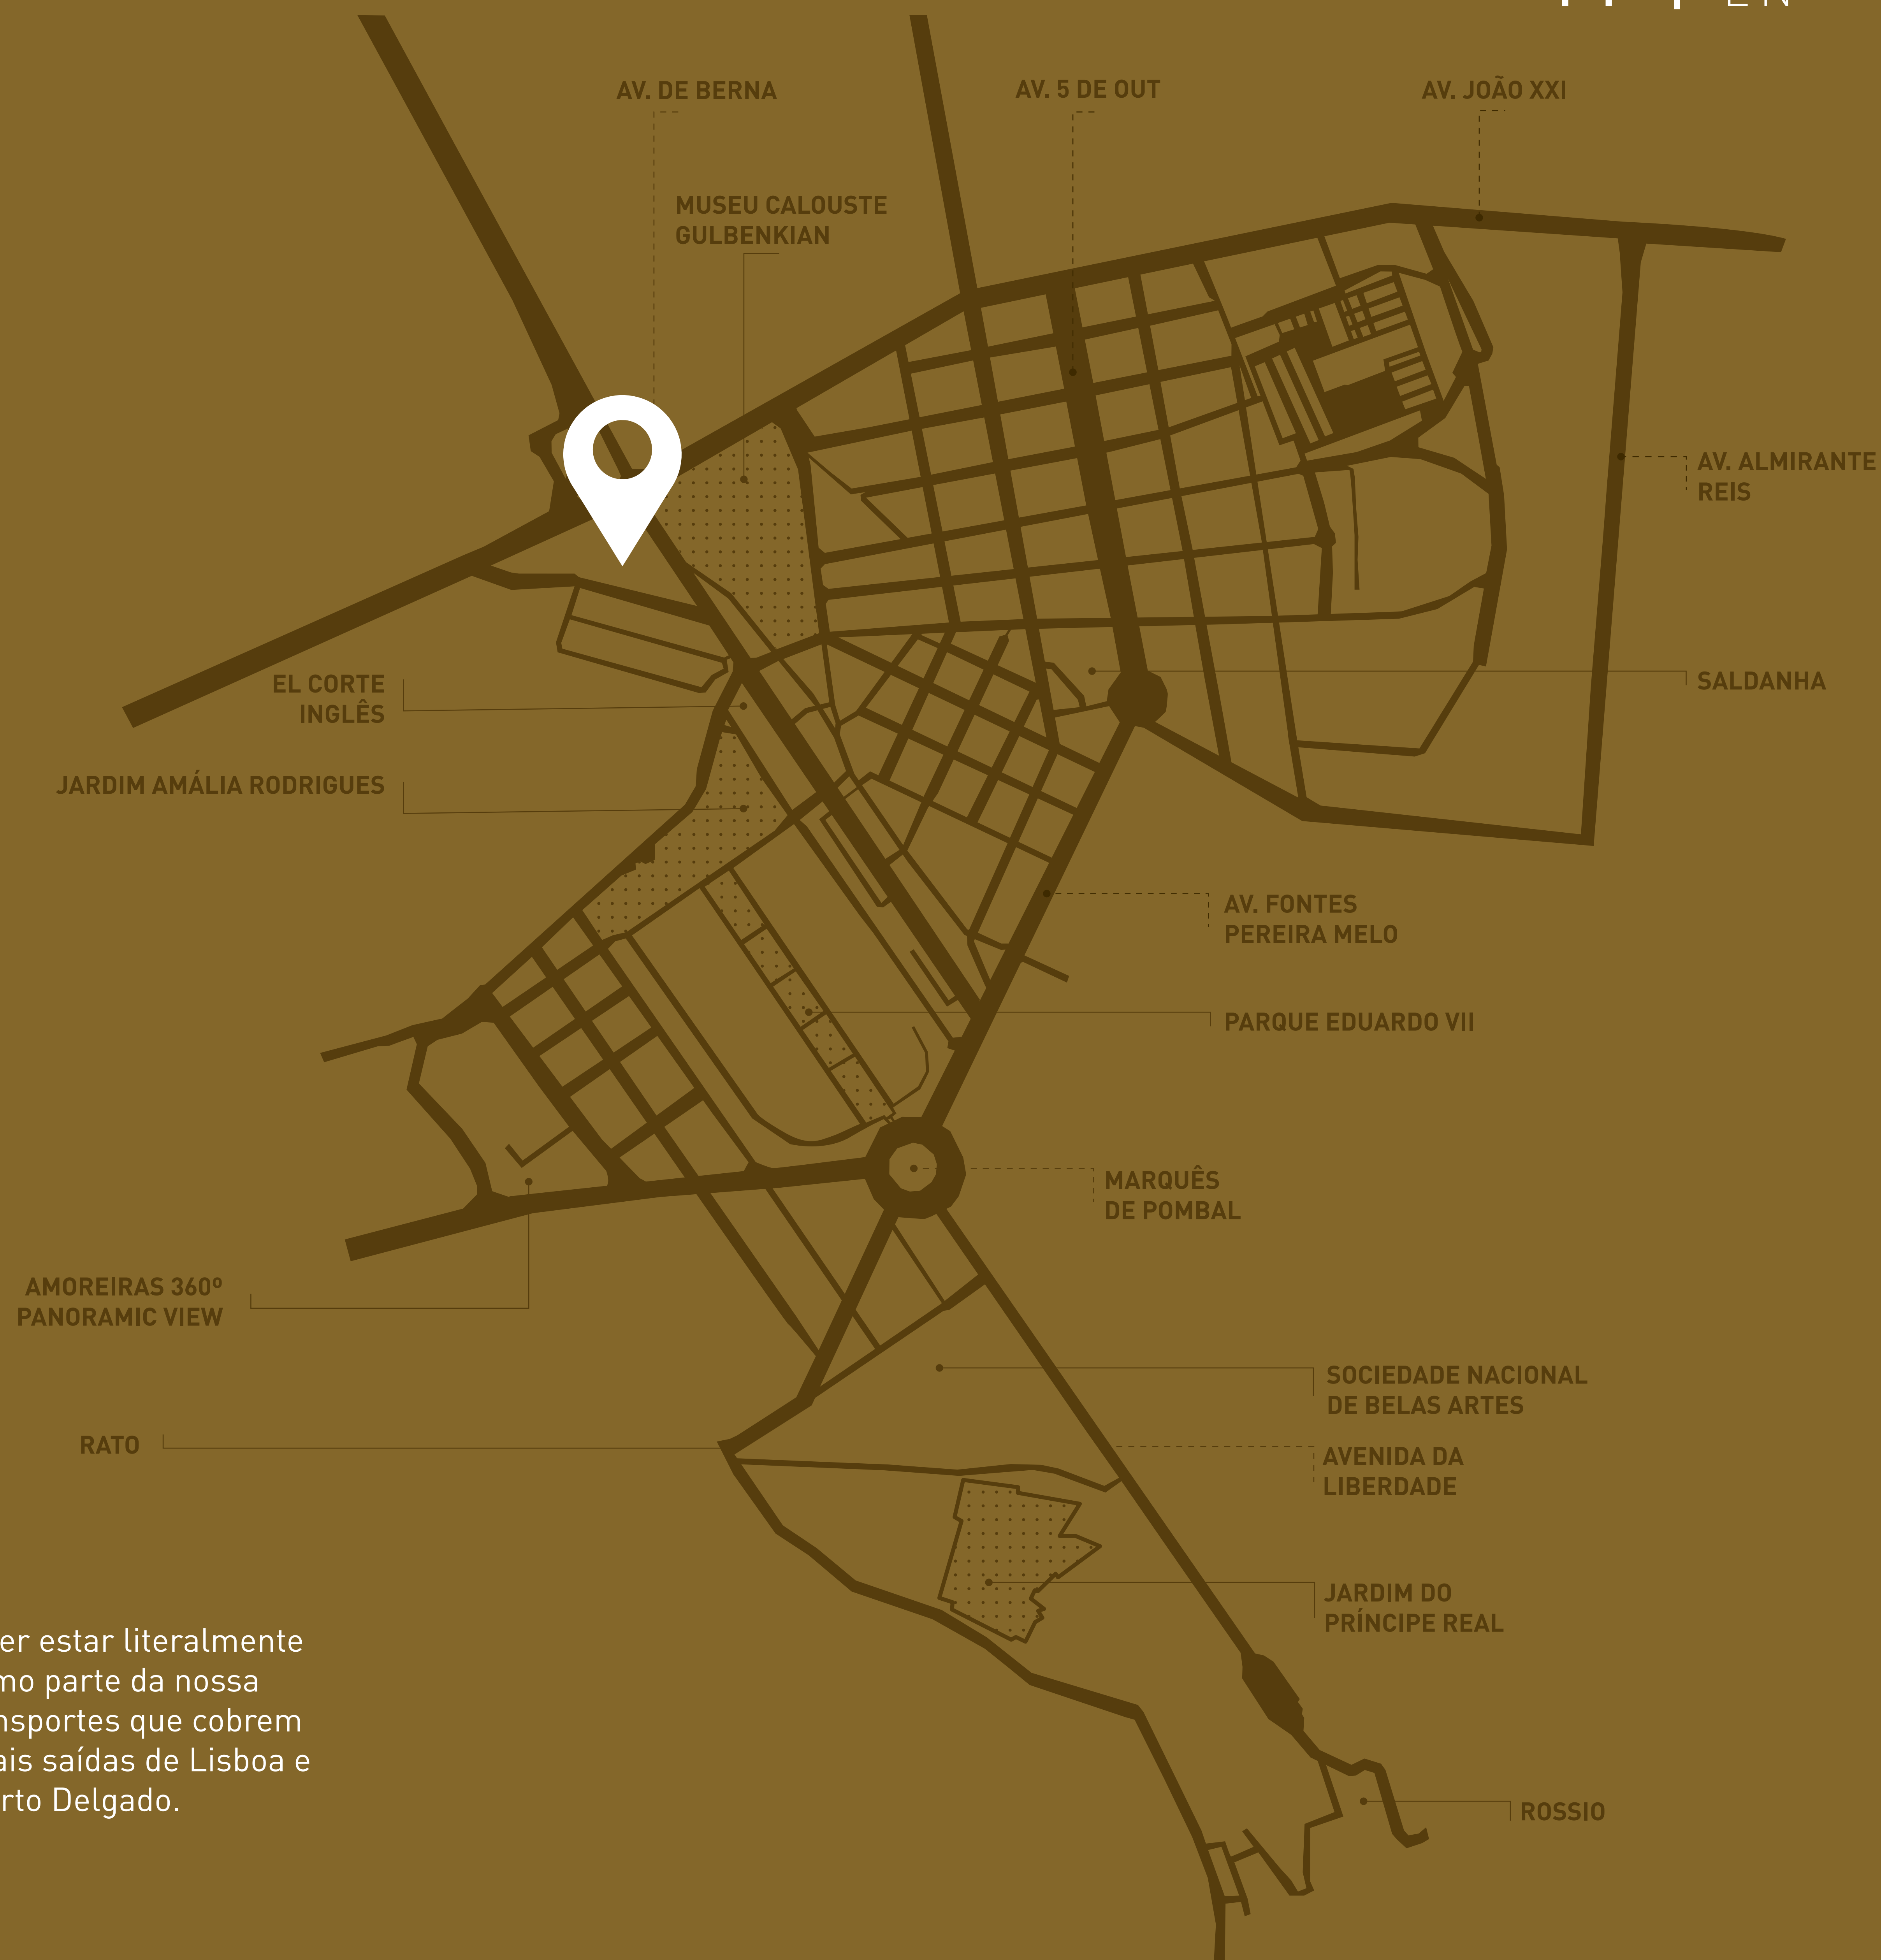 EN
AV. DE BERNA
AV. 5 DE OUT
AV. JOÃO XXI
MUSEU CALOUSTE
GULBENKIAN
AV. ALMIRANTE
REIS
EL CORTE
INGLÊS
SALDANHA
JARDIM AMÁLIA RODRIGUES
AV. FONTES
PEREIRA MELO
PARQUE EDUARDO VII
MARQUÊS
DE POMBAL
AMOREIRAS 360º
PANORAMIC VIEW
SOCIEDADE NACIONAL
DE BELAS ARTES
RATO
AVENIDA DA
LIBERDADE
JARDIM DO
PRÍNCIPE REAL
er estar literalmente
mo parte da nossa
nsportes que cobrem
ais saídas de Lisboa e
rto Delgado.
ROSSIO